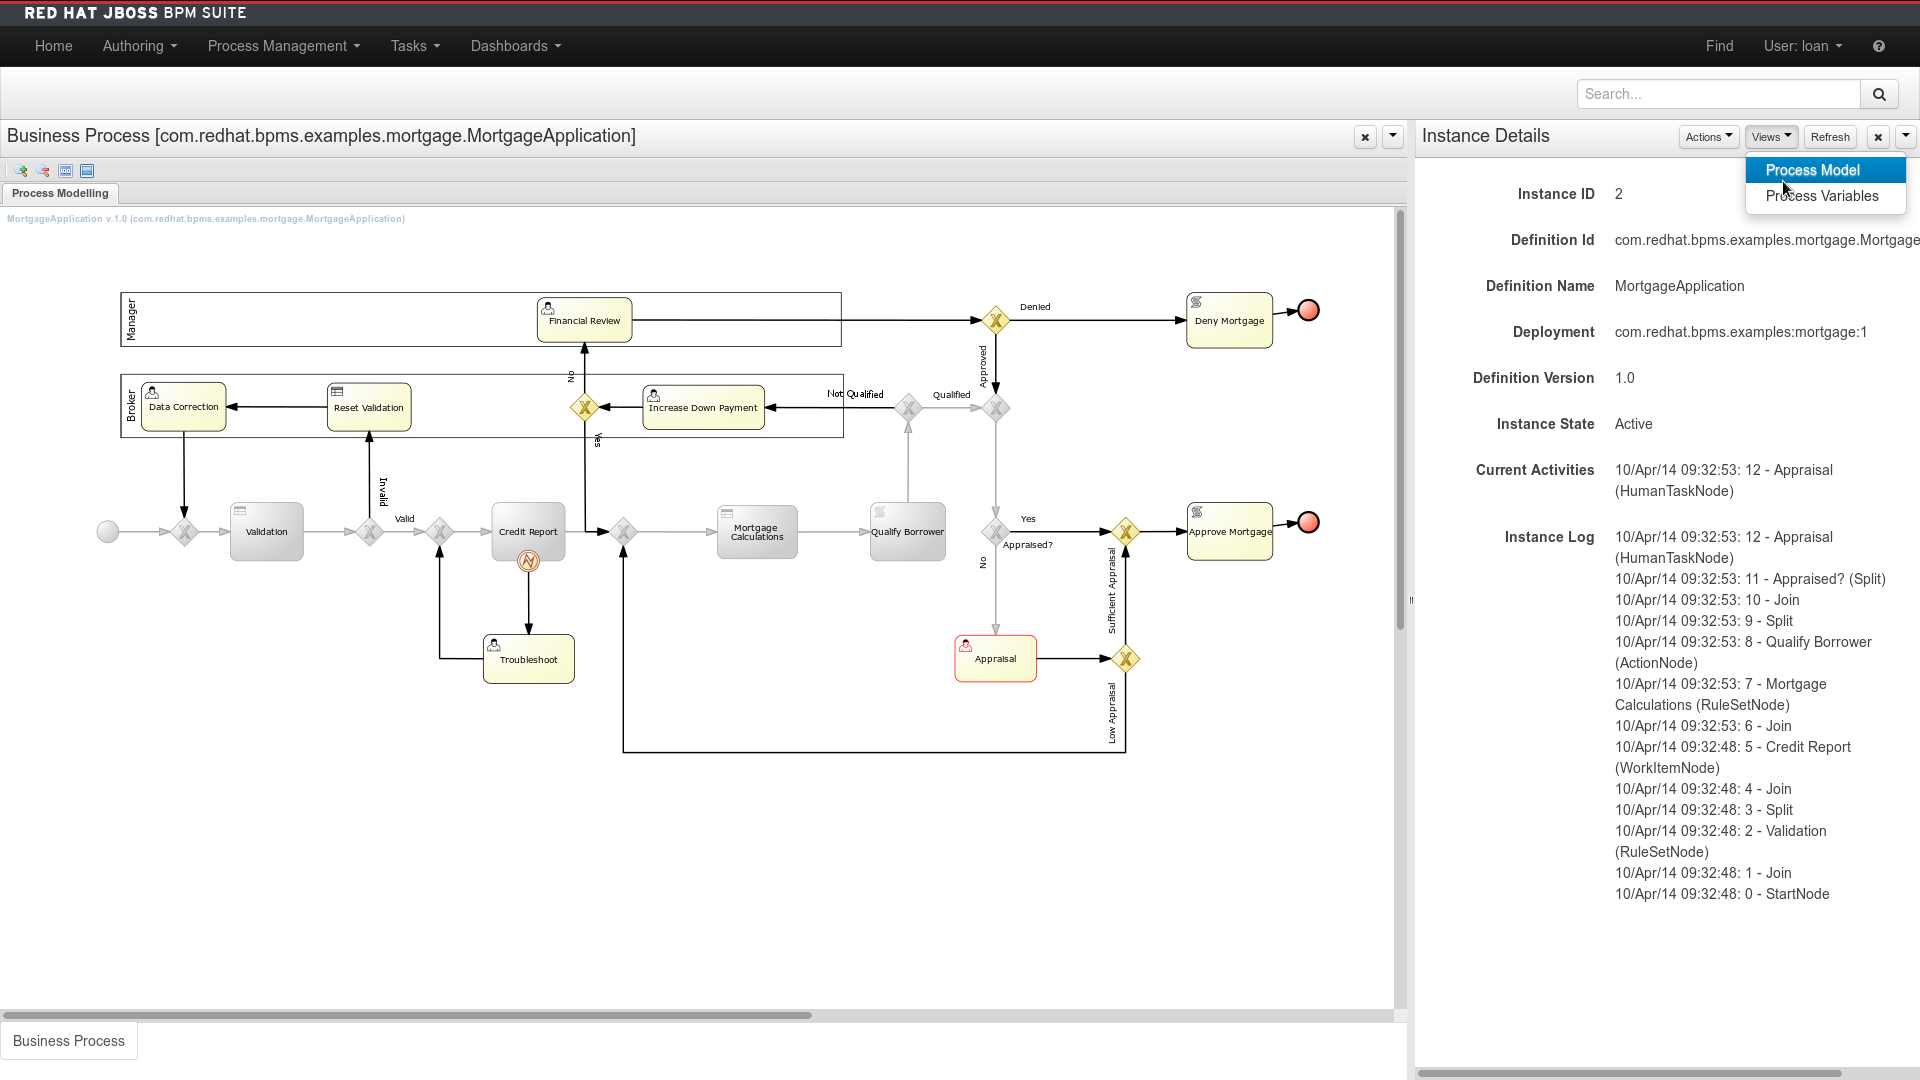 RED HAT JBOSS BPM SUITE
Home Authoring Process Management Tasks Dashboards Find User: loan
Search...
Business Process [com.redhat.bpms.examples.mortgage.MortgageApplication]
Process Modelling
MortgageApplication v.1.0 (com.redhat.bpms.examples.mortgage.MortgageApplication)
Manager
Financial Review
Denied
Deny Mortgage
No
Approved
Broker
Data Correction
Reset Validation
Increase Down Payment
Not Qualified
Qualified
Yes
Invalid
Validation
Valid
Credit Report
Mortgage
Calculations
Qualify Borrower
Yes
Appraised?
No
Approve Mortgage
Sufficient Appraisal
Troubleshoot
Appraisal
Low Appraisal
Business Process
Instance Details Actions Views Refresh
Process Model
Process Variables
Instance ID 2
Definition Id com.redhat.bpms.examples.mortgage.Mortgage
Definition Name MortgageApplication
Deployment com.redhat.bpms.examples:mortgage:1
Definition Version 1.0
Instance State Active
Current Activities 10/Apr/14 09:32:53: 12 - Appraisal
(HumanTaskNode)
Instance Log 10/Apr/14 09:32:53: 12 - Appraisal
(HumanTaskNode)
10/Apr/14 09:32:53: 11 - Appraised? (Split)
10/Apr/14 09:32:53: 10 - Join
10/Apr/14 09:32:53: 9 - Split
10/Apr/14 09:32:53: 8 - Qualify Borrower
(ActionNode)
10/Apr/14 09:32:53: 7 - Mortgage
Calculations (RuleSetNode)
10/Apr/14 09:32:53: 6 - Join
10/Apr/14 09:32:48: 5 - Credit Report
(WorkItemNode)
10/Apr/14 09:32:48: 4 - Join
10/Apr/14 09:32:48: 3 - Split
10/Apr/14 09:32:48: 2 - Validation
(RuleSetNode)
10/Apr/14 09:32:48: 1 - Join
10/Apr/14 09:32:48: 0 - StartNode